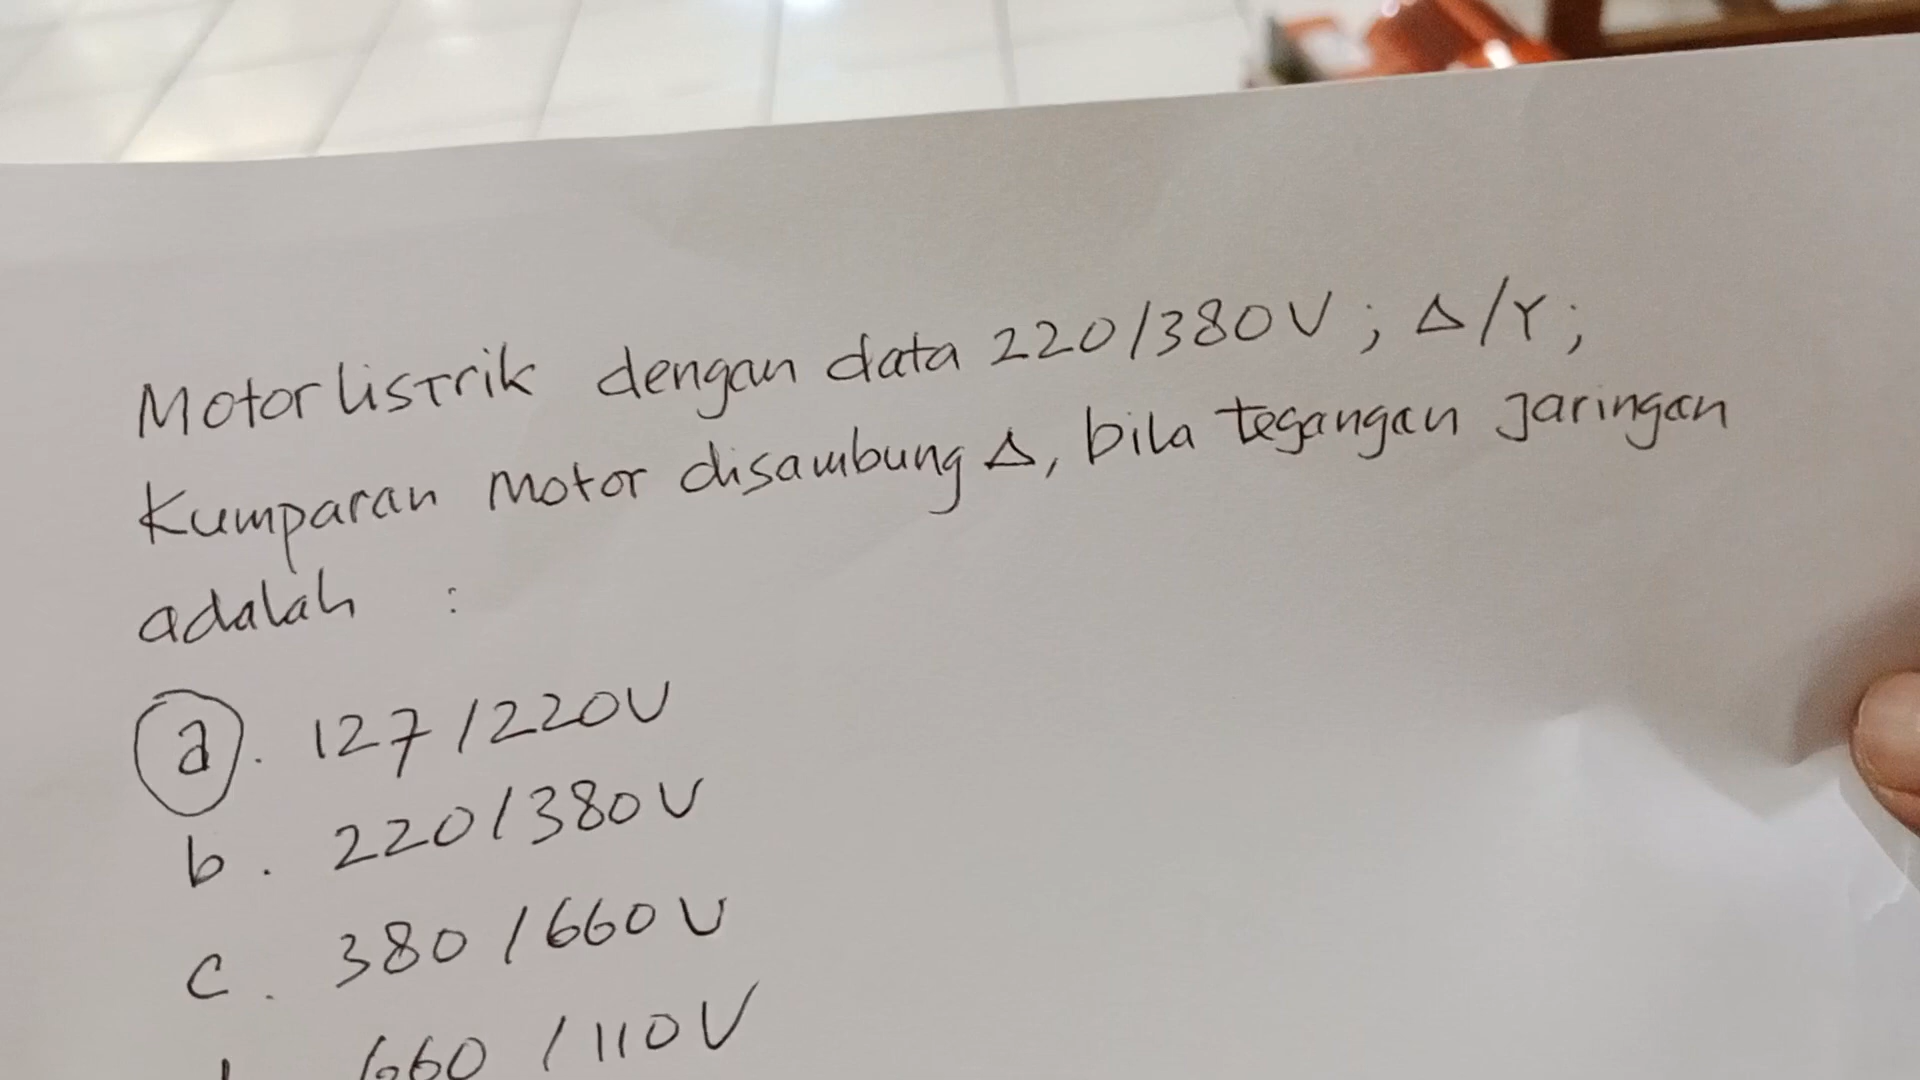 Motor listrik dengan data 220/380V; Δ/Y;
Kumparan motor disambung Δ, bila tegangan jaringan
adalah :
a. 127/220V
b. 220/380V
c. 380/660V
660/110V